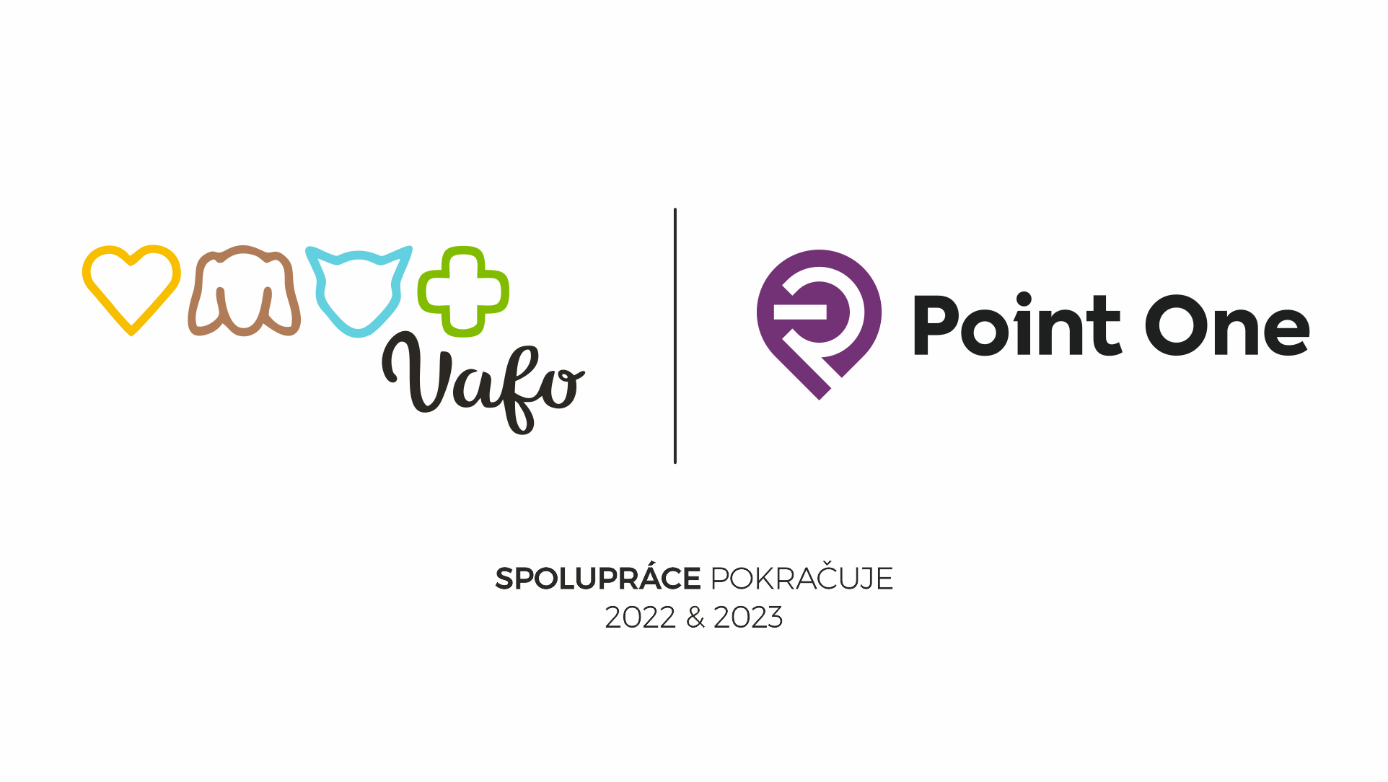 Vafo
Point One
SPOLUPRÁCE POKRAČUJE
2022 & 2023